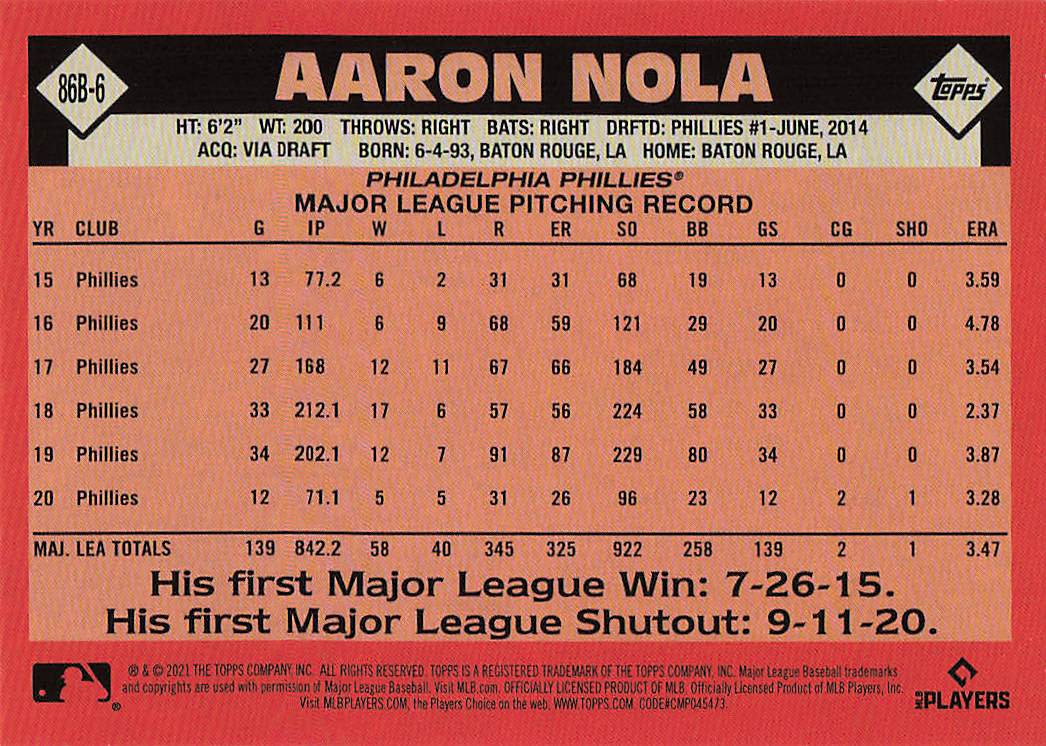 86B-6
AARON NOLA
TOPPS
HT: 6'2" WT: 200 THROWS: RIGHT BATS: RIGHT DRFTD: PHILLIES #1-JUNE, 2014
ACQ: VIA DRAFT BORN: 6-4-93, BATON ROUGE, LA HOME: BATON ROUGE, LA
PHILADELPHIA PHILLIES®
MAJOR LEAGUE PITCHING RECORD
YR CLUB G IP W L R ER SO BB GS CG SHO ERA
15 Phillies 13 77.2 6 2 31 31 68 19 13 0 0 3.59
16 Phillies 20 111 6 9 68 59 121 29 20 0 0 4.78
17 Phillies 27 168 12 11 67 66 184 49 27 0 0 3.54
18 Phillies 33 212.1 17 6 57 56 224 58 33 0 0 2.37
19 Phillies 34 202.1 12 7 91 87 229 80 34 0 0 3.87
20 Phillies 12 71.1 5 5 31 26 96 23 12 2 1 3.28
MAJ. LEA TOTALS 139 842.2 58 40 345 325 922 258 139 2 1 3.47
His first Major League Win: 7-26-15.
His first Major League Shutout: 9-11-20.
® & © 2021 THE TOPPS COMPANY, INC. ALL RIGHTS RESERVED. TOPPS IS A REGISTERED TRADEMARK OF THE TOPPS COMPANY, INC. Major League Baseball trademarks
and copyrights are used with permission of Major League Baseball. Visit MLB.com. OFFICIALLY LICENSED PRODUCT OF MLB. Officially Licensed Product of MLB Players, Inc.
Visit MLBPLAYERS.COM, the Players Choice on the web. WWW.TOPPS.COM. CODE#CMP045473.
®
MLB PLAYERS